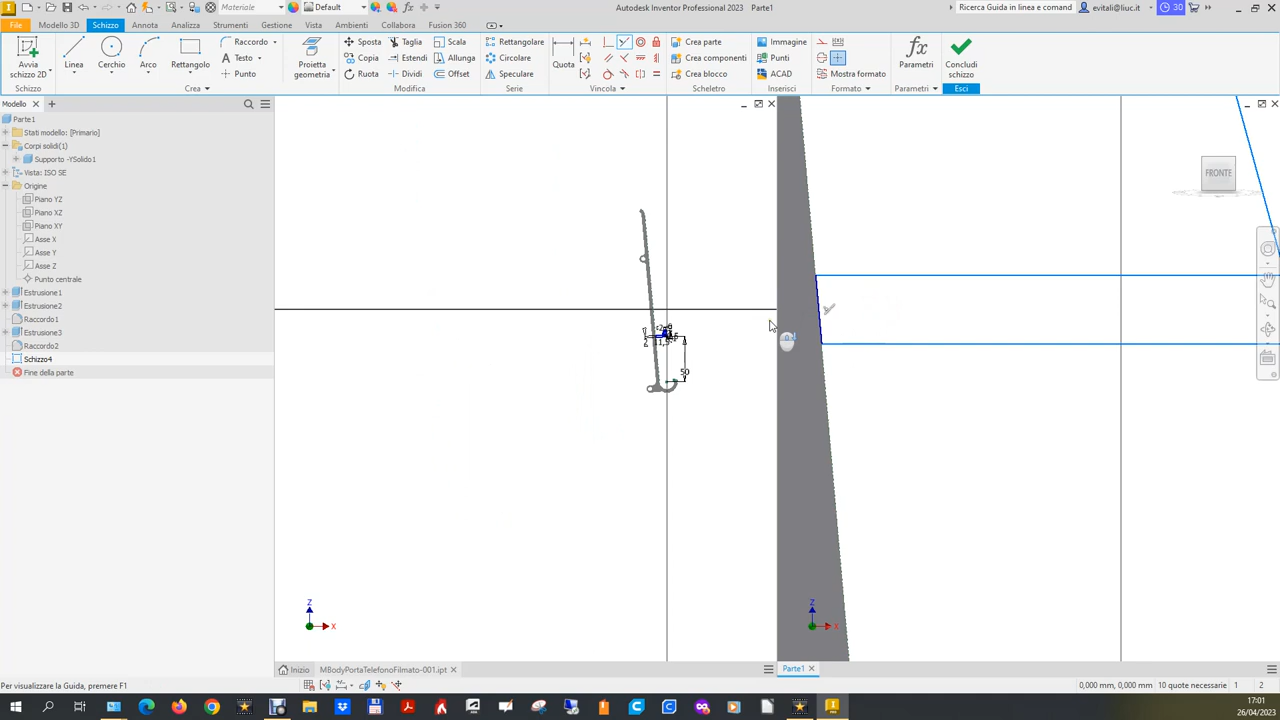 Materiale
Default
Autodesk Inventor Professional 2023 Parte1
Ricerca Guida in linea e comand
evitali@liuc.it
30
File
Modello 3D
Schizzo
Annota
Analizza
Strumenti
Gestione
Vista
Ambienti
Collabora
Fusion 360
Avvia
schizzo 2D
Linea
Cerchio
Arco
Rettangolo
Raccordo
Testo
Punto
Proietta
geometria
Sposta
Copia
Ruota
Taglia
Estendi
Dividi
Scala
Allunga
Offset
Rettangolare
Circolare
Speculare
Quota
Crea parte
Crea componenti
Crea blocco
Immagine
Punti
ACAD
Mostra formato
Parametri
Concludi
schizzo
Schizzo
Crea
Modifica
Serie
Vincola
Scheletro
Inserisci
Formato
Parametri
Esci
Modello
Parte1
Stati modello: [Primario]
Corpi solidi(1)
Supporto -YSolido1
Vista: ISO SE
Origine
Piano YZ
Piano XZ
Piano XY
Asse X
Asse Y
Asse Z
Punto centrale
Estrusione1
Estrusione2
Raccordo1
Estrusione3
Raccordo2
Schizzo4
Fine della parte
FRONTE
2
50
Z
X
Z
X
Inizio
MBodyPortaTelefonoFilmato-001.ipt
Parte1
Per visualizzare la Guida, premere F1
0,000 mm, 0,000 mm
10 quote necessarie
1
2
17:01
26/04/2023